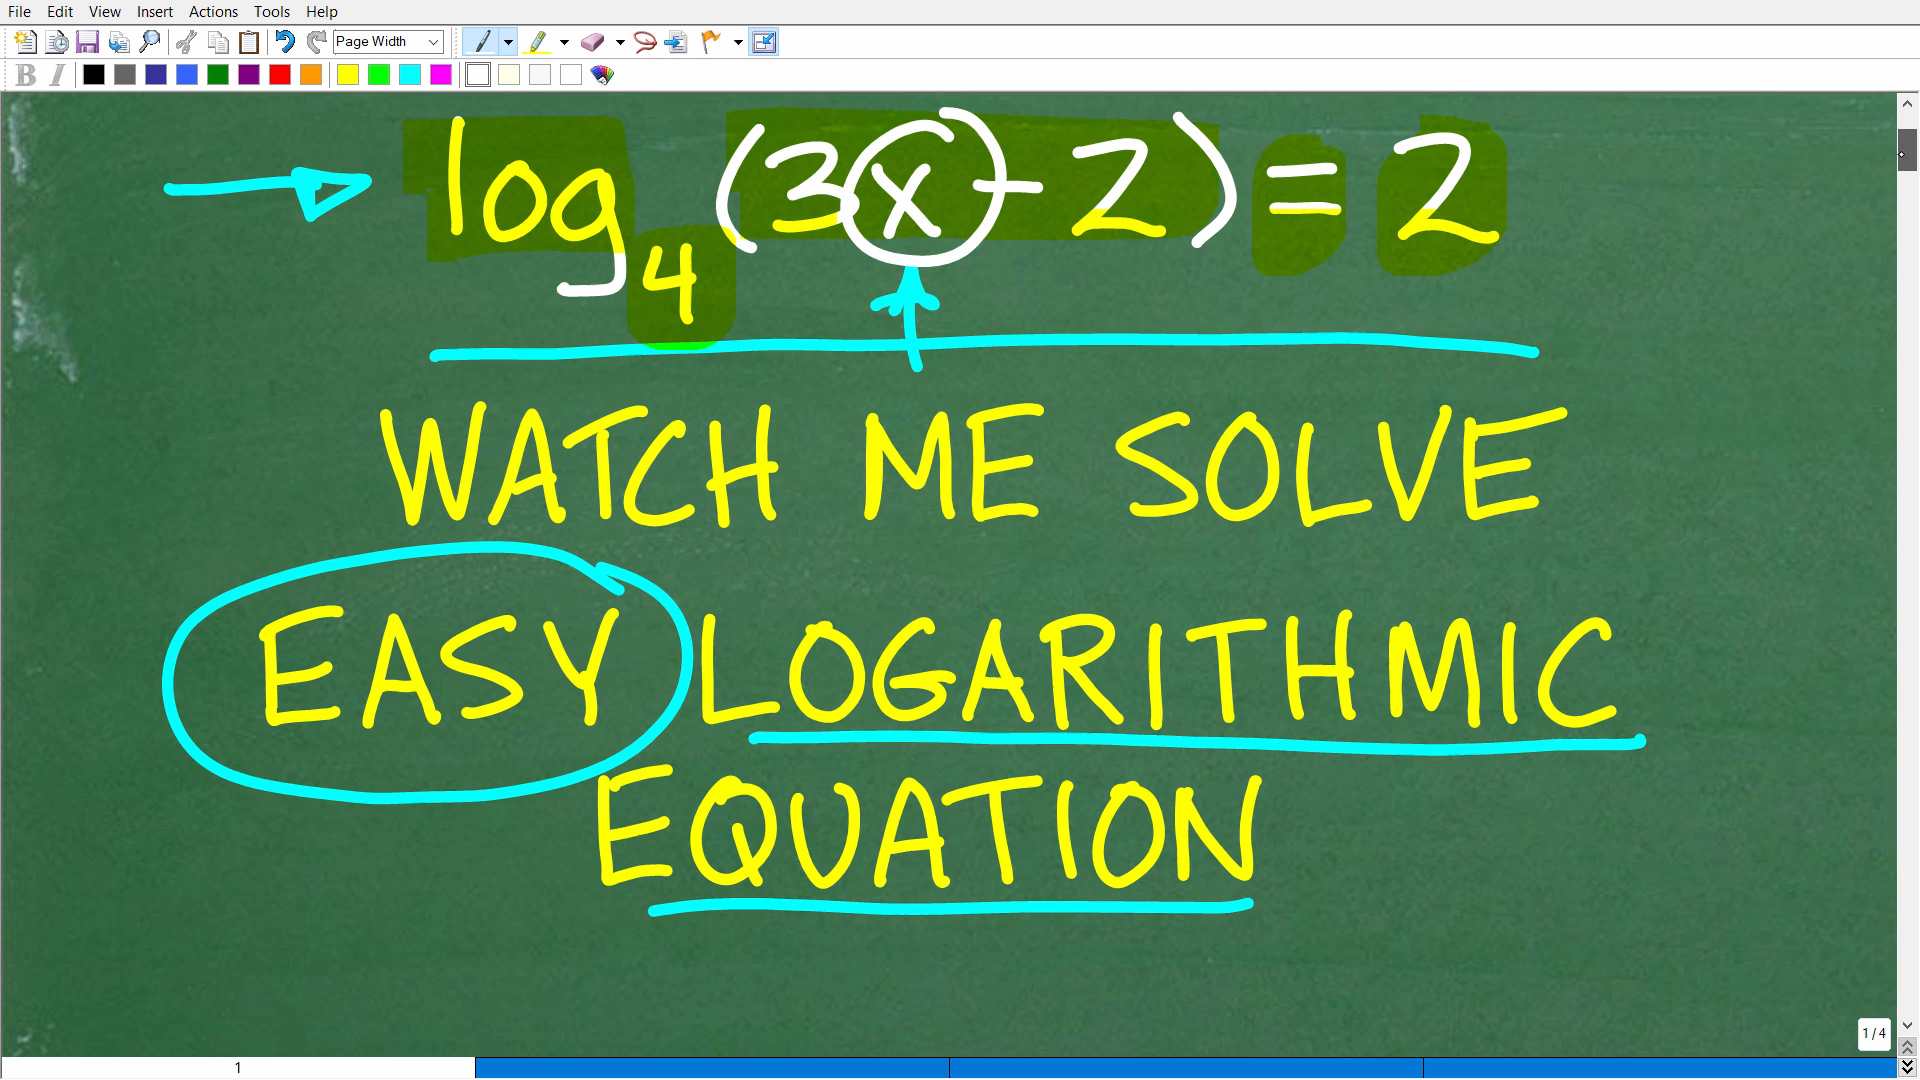 File Edit View Insert Actions Tools Help
Page Width
B I
log₄ (3x - 2) = 2
WATCH ME SOLVE
EASY LOGARITHMIC
EQUATION
1 / 4
1